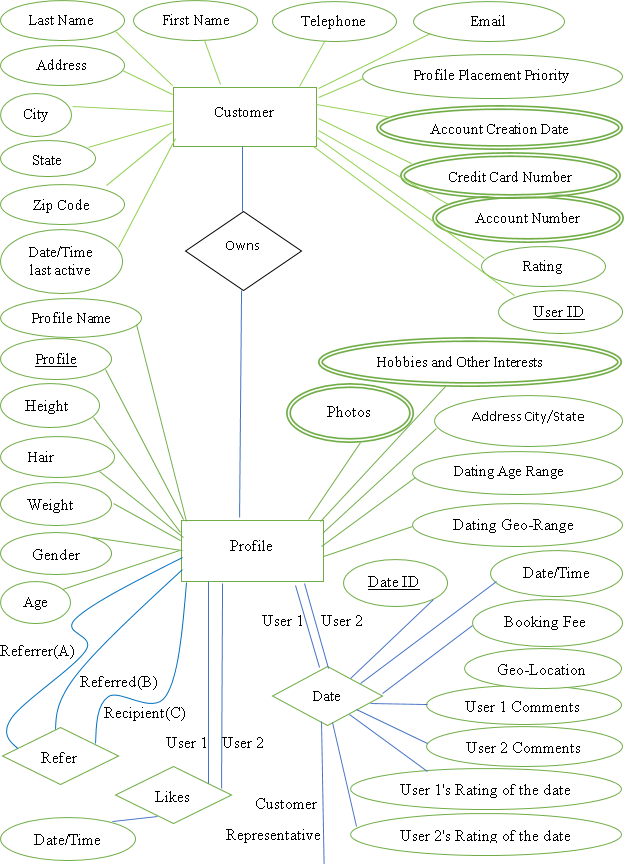 Last Name
First Name
Telephone
Email
Address
Profile Placement Priority
City
Customer
Account Creation Date
State
Credit Card Number
Zip Code
Account Number
Date/Time
last active
Owns
Rating
User ID
Profile Name
Profile
Hobbies and Other Interests
Height
Photos
Address City/State
Hair
Dating Age Range
Weight
Dating Geo-Range
Gender
Profile
Age
Date ID
Date/Time
User 1
User 2
Booking Fee
Referrer(A)
Geo-Location
Referred(B)
Date
Recipient(C)
User 1 Comments
User 1
User 2
User 2 Comments
Refer
User 1's Rating of the date
Likes
Customer
Representative
Date/Time
User 2's Rating of the date